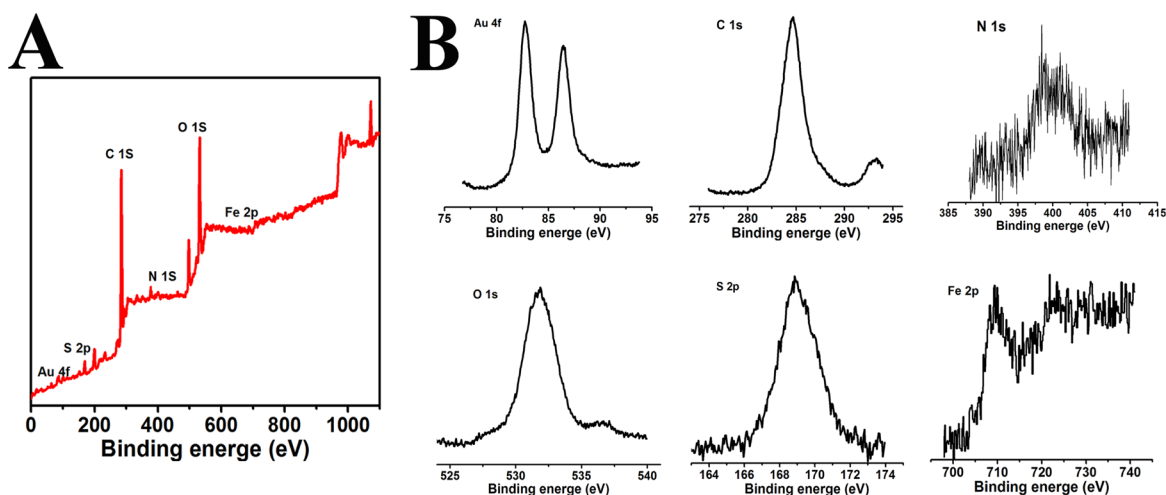 A
C 1S
O 1S
Fe 2p
N 1S
S 2p
Au 4f
0 200 400 600 800 1000
Binding energe (eV)
B
Au 4f
75 80 85 90 95
Binding energe (eV)
C 1s
275 280 285 290 295
Binding energe (eV)
N 1s
385 390 395 400 405 410 415
Binding energe (eV)
O 1s
525 530 535 540
Binding energe (eV)
S 2p
164 166 168 170 172 174
Binding energe (eV)
Fe 2p
700 710 720 730 740
Binding energe (eV)